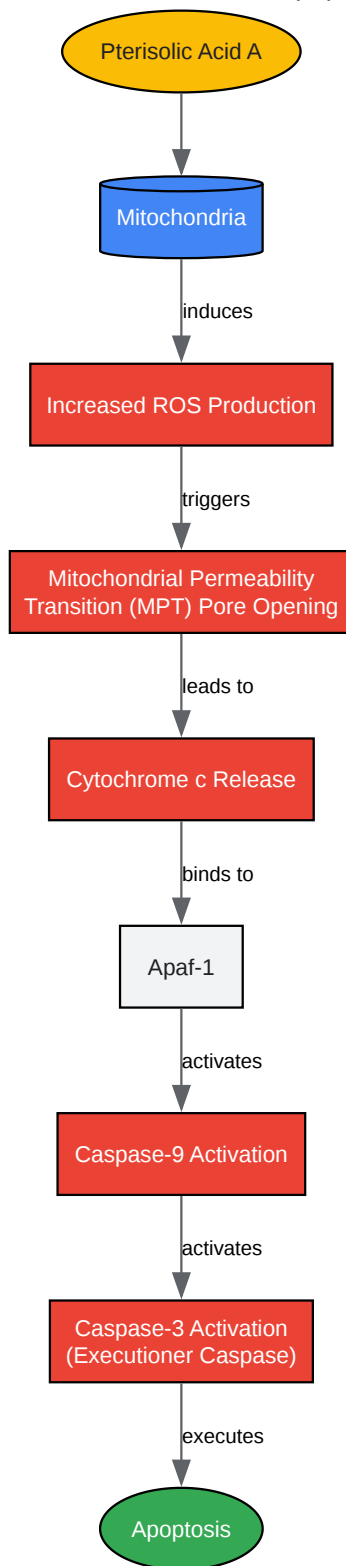 Pterisolic Acid A
Mitochondria
induces
Increased ROS Production
triggers
Mitochondrial Permeability
Transition (MPT) Pore Opening
leads to
Cytochrome c Release
binds to
Apaf-1
activates
Caspase-9 Activation
activates
Caspase-3 Activation
(Executioner Caspase)
executes
Apoptosis